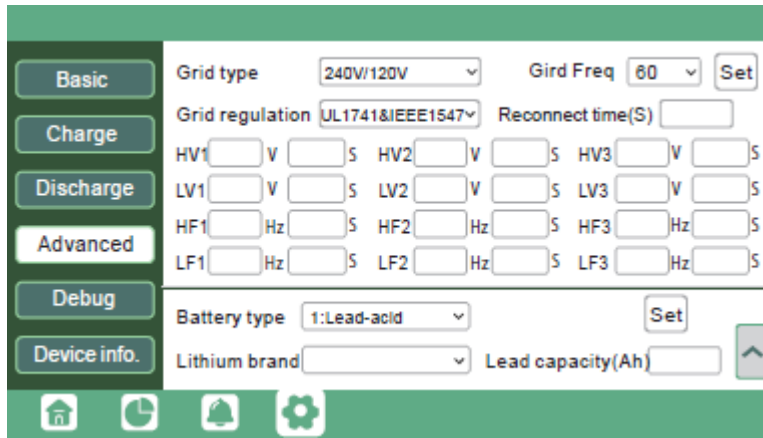 Basic
Charge
Discharge
Advanced
Debug
Device info.
Grid type 240V/120V Gird Freq 60 Set
Grid regulation UL1741&IEEE1547 Reconnect time(S)
HV1 V S HV2 V S HV3 V S
LV1 V S LV2 V S LV3 V S
HF1 Hz S HF2 Hz S HF3 Hz S
LF1 Hz S LF2 Hz S LF3 Hz S
Battery type 1:Lead-acid Set
Lithium brand Lead capacity(Ah)